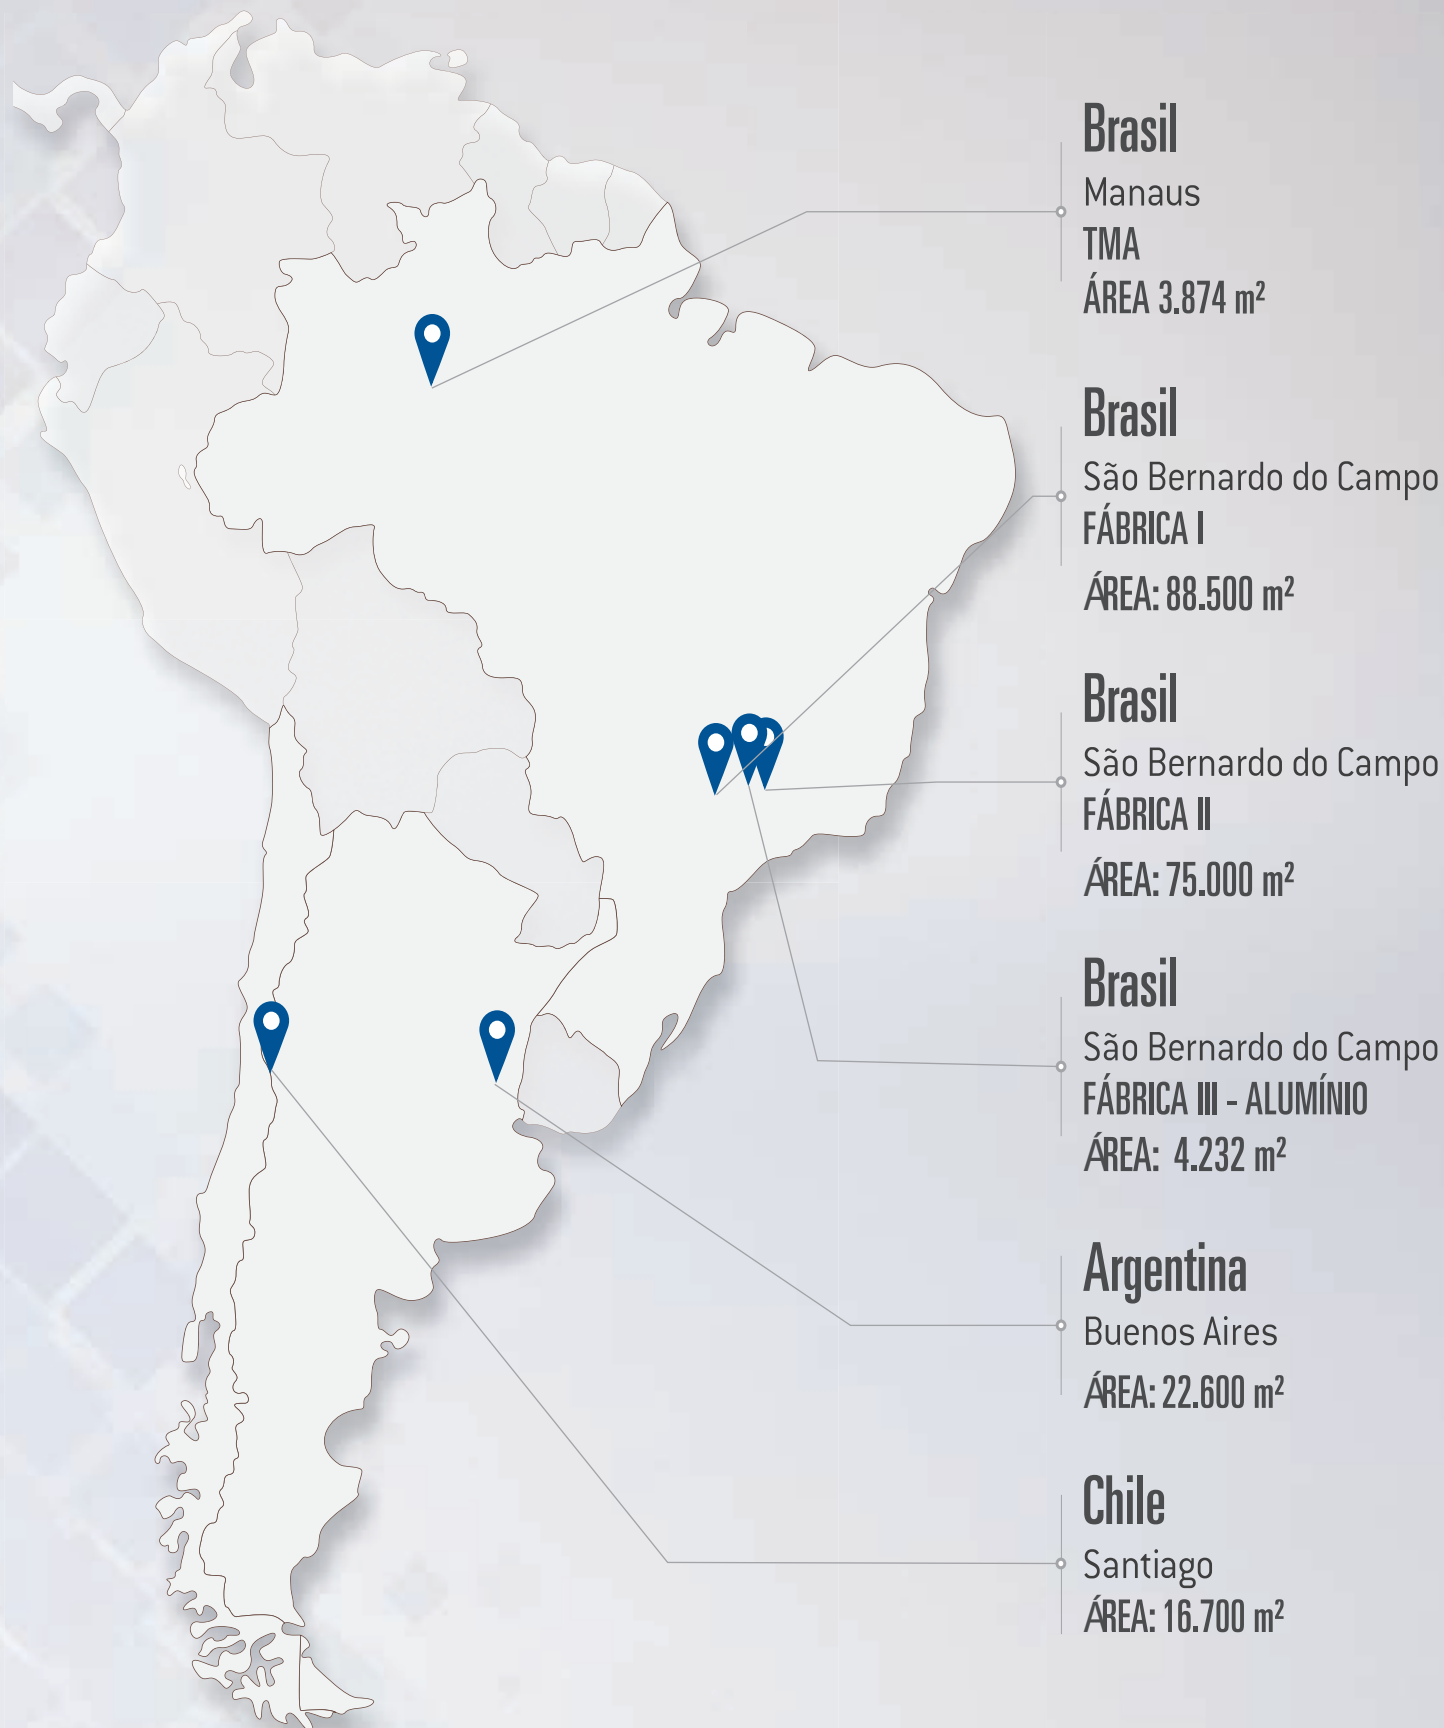 Brasil
Manaus
TMA
ÁREA 3.874 m²
Brasil
São Bernardo do Campo
FÁBRICA I
ÁREA: 88.500 m²
Brasil
São Bernardo do Campo
FÁBRICA II
ÁREA: 75.000 m²
Brasil
São Bernardo do Campo
FÁBRICA III - ALUMÍNIO
ÁREA: 4.232 m²
Argentina
Buenos Aires
ÁREA: 22.600 m²
Chile
Santiago
ÁREA: 16.700 m²